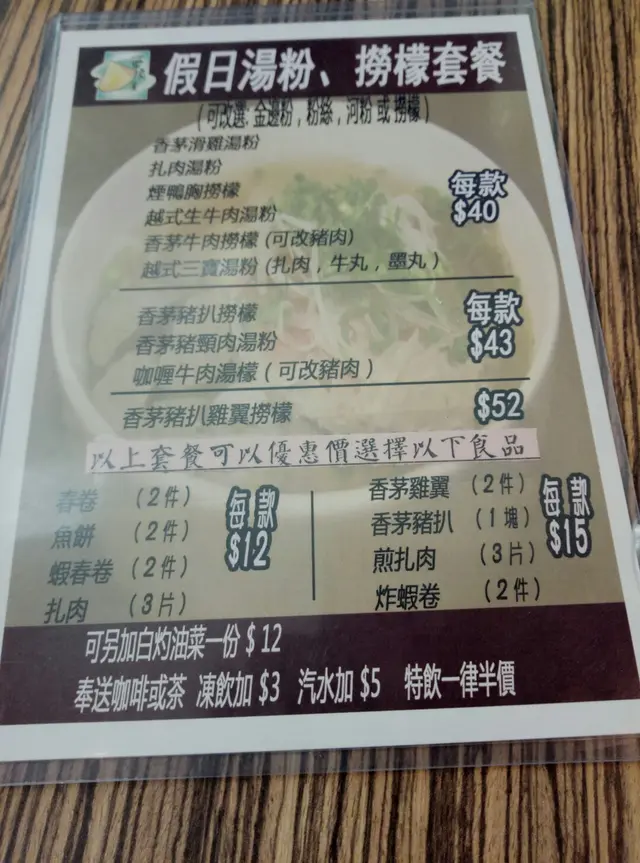 假日湯粉、撈檬套餐
(可改選: 金邊粉, 粉絲, 河粉 或 撈檬)
香茅滑雞湯粉
扎肉湯粉
煙鴨胸撈檬
越式生牛肉湯粉
香茅牛肉撈檬 (可改豬肉)
越式三寶湯粉 (扎肉, 牛丸, 墨丸)
每款
$40
香茅豬扒撈檬
香茅豬頸肉湯粉
咖喱牛肉湯檬 (可改豬肉)
每款
$43
香茅豬扒雞翼撈檬 $52
以上套餐可以優惠價選擇以下食品
春卷 (2件)
魚餅 (2件)
蝦春卷 (2件)
扎肉 (3片)
每款
$12
香茅雞翼 (2件)
香茅豬扒 (1塊)
煎扎肉 (3片)
炸蝦卷 (2件)
每款
$15
可另加白灼油菜一份 $12
奉送咖啡或茶 凍飲加 $3 汽水加 $5 特飲一律半價